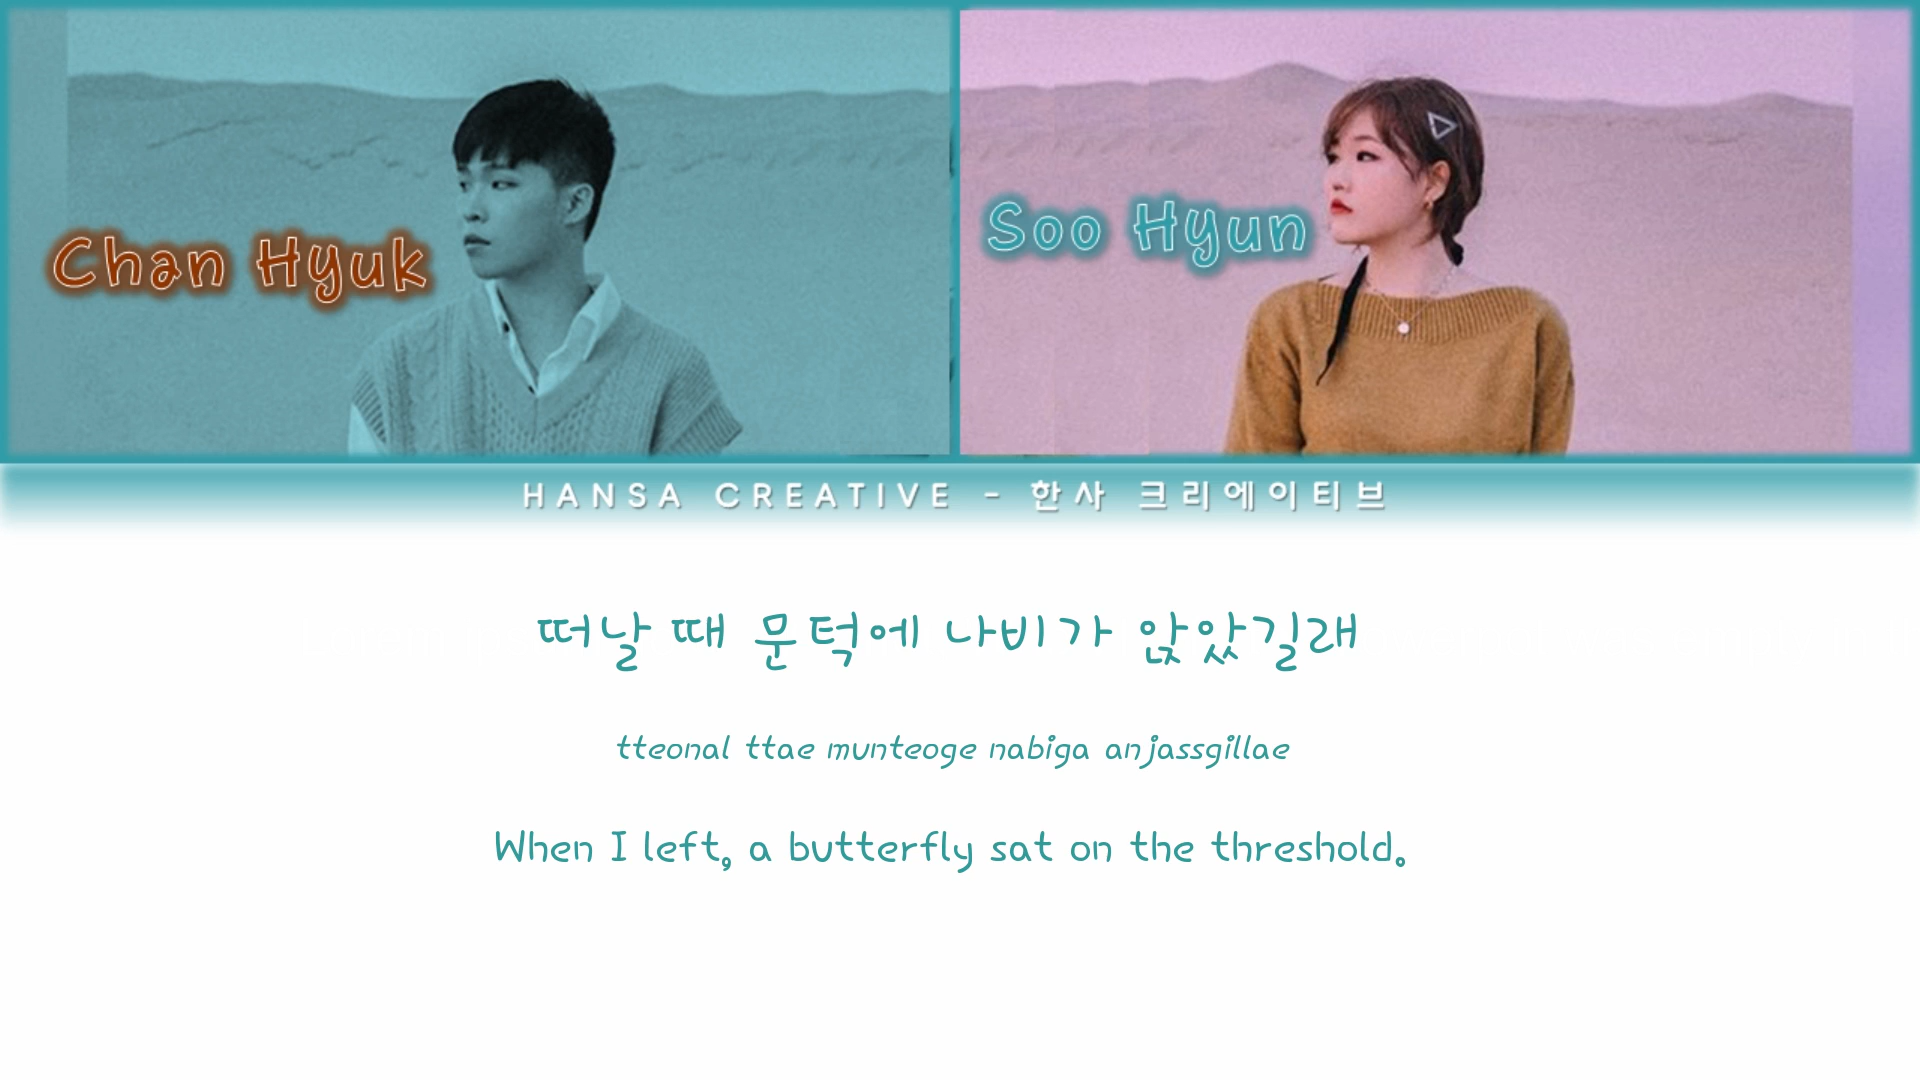 Chan Hyuk
Soo Hyun
HANSA CREATIVE - 한사 크리에이티브
떠날 때 문턱에 나비가 앉았길래
tteonal ttae munteoge nabiga anjassgillae
When I left, a butterfly sat on the threshold.